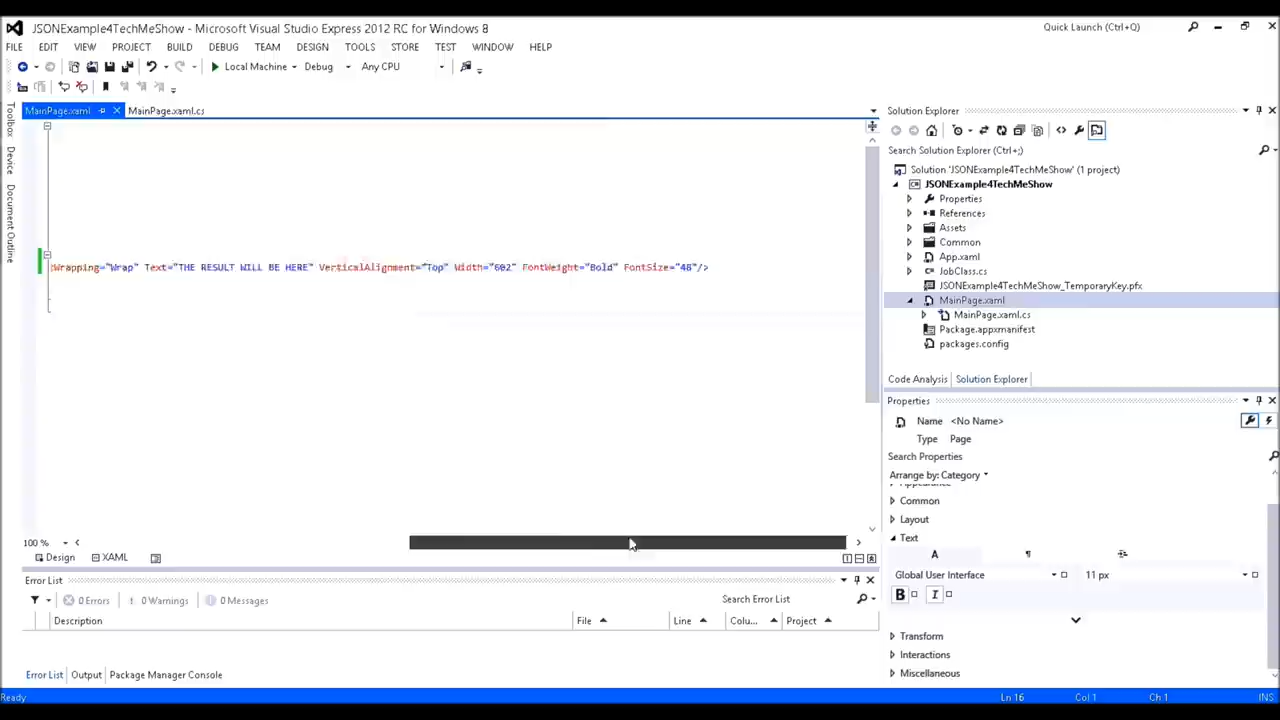 JSONExample4TechMeShow - Microsoft Visual Studio Express 2012 RC for Windows 8
Quick Launch (Ctrl+Q)
FILE EDIT VIEW PROJECT BUILD DEBUG TEAM DESIGN TOOLS STORE TEST WINDOW HELP
Local Machine Debug Any CPU
Toolbox
Device
Document Outline
MainPage.xaml MainPage.xaml.cs
Wrapping="Wrap" Text="THE RESULT WILL BE HERE" VerticalAlignment="Top" Width="602" FontWeight="Bold" FontSize="48"/>
100 %
Design XAML
Solution Explorer
Search Solution Explorer (Ctrl+;)
Solution 'JSONExample4TechMeShow' (1 project)
JSONExample4TechMeShow
Properties
References
Assets
Common
App.xaml
JobClass.cs
JSONExample4TechMeShow_TemporaryKey.pfx
MainPage.xaml
MainPage.xaml.cs
Package.appxmanifest
packages.config
Code Analysis Solution Explorer
Properties
Name <No Name>
Type Page
Search Properties
Arrange by: Category
Appearance
Common
Layout
Text
Global User Interface 11 px
B I
Transform
Interactions
Miscellaneous
Error List
0 Errors 0 Warnings 0 Messages Search Error List
Description File Line Colu... Project
Error List Output Package Manager Console
Ready Ln 16 Col 1 Ch 1 INS